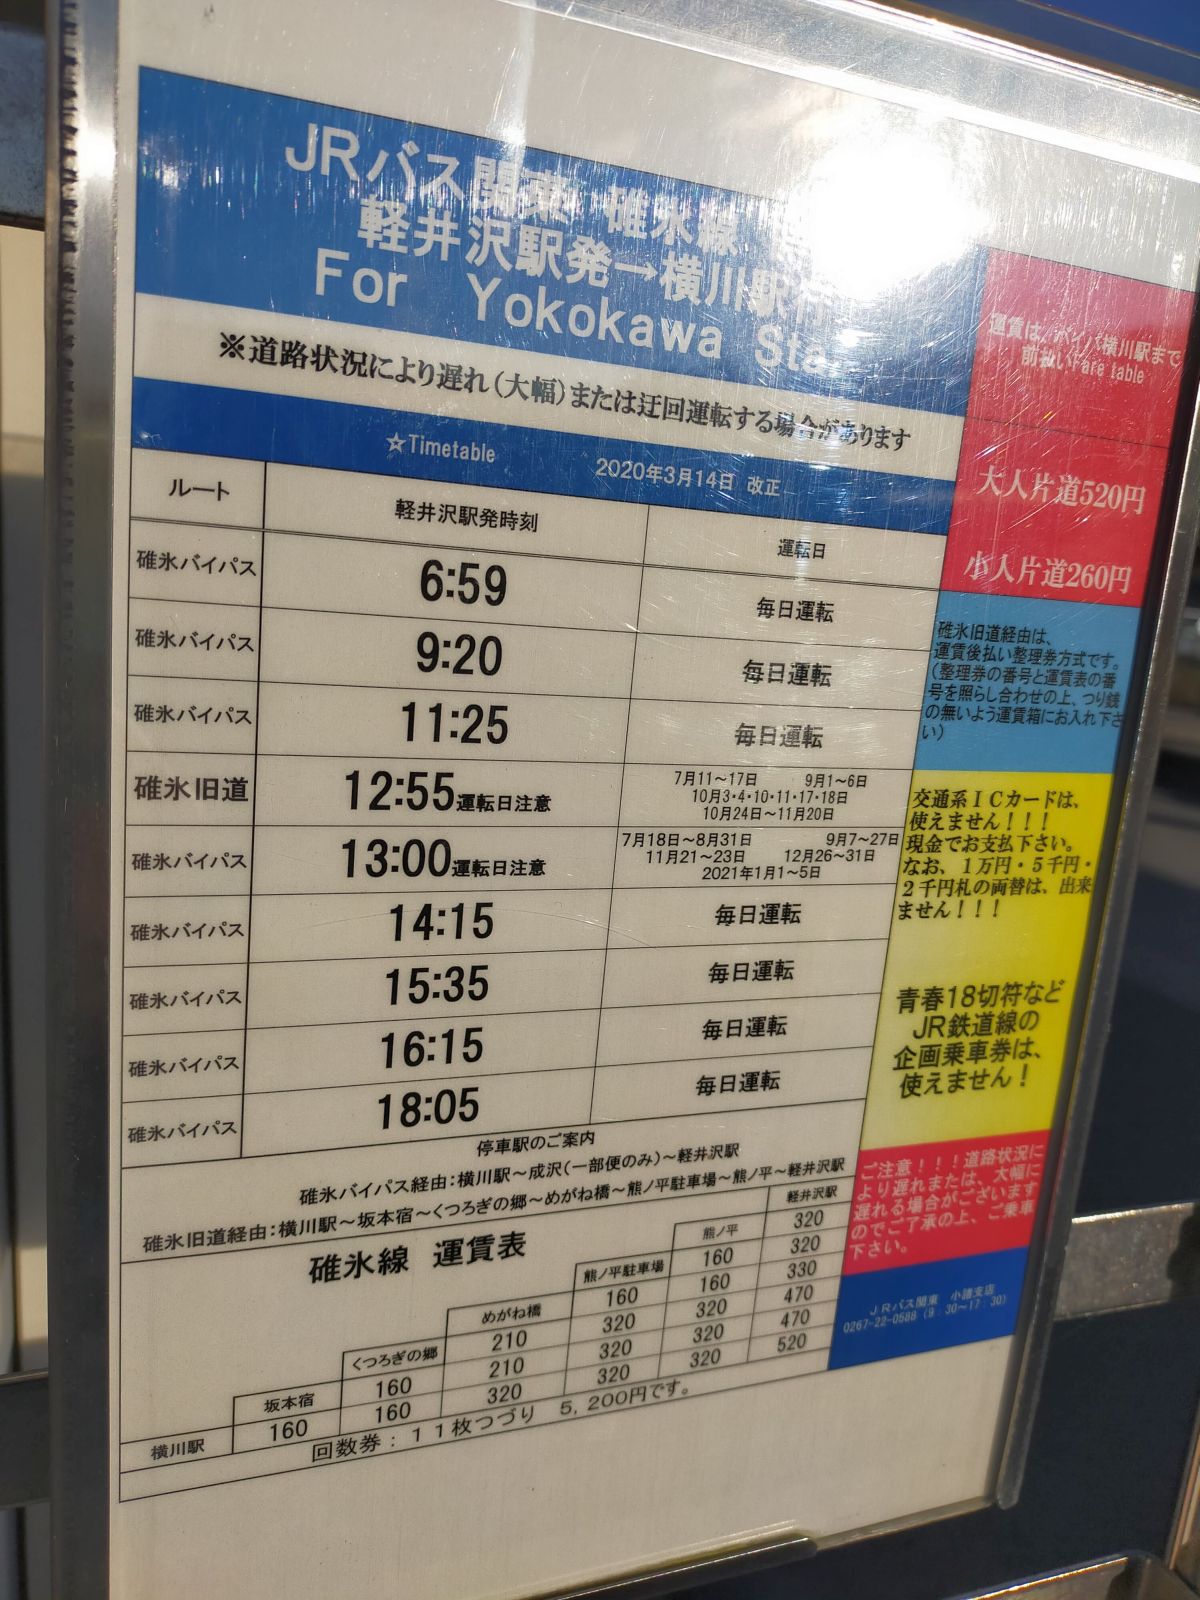 JRバス関東 碓氷線
軽井沢駅発→横川駅行
For Yokokawa Sta
※道路状況により遅れ（大幅）または迂回運転する場合があります
☆Timetable 2020年3月14日 改正
ルート 軽井沢駅発時刻 運転日
碓氷バイパス 6:59 毎日運転
碓氷バイパス 9:20 毎日運転
碓氷バイパス 11:25 毎日運転
碓氷旧道 12:55運転日注意 7月11～17日 9月1～6日
10月3・4・10・11・17・18日
10月24日～11月20日
碓氷バイパス 13:00運転日注意 7月18日～8月31日 9月7～27日
11月21～23日 12月26～31日
2021年1月1～5日
碓氷バイパス 14:15 毎日運転
碓氷バイパス 15:35 毎日運転
碓氷バイパス 16:15 毎日運転
碓氷バイパス 18:05 毎日運転
停車駅のご案内
碓氷バイパス経由：横川駅～成沢（一部便のみ）～軽井沢駅
碓氷旧道経由：横川駅～坂本宿～くつろぎの郷～めがね橋～熊ノ平駐車場～熊ノ平～軽井沢駅
碓氷線 運賃表
軽井沢駅
熊ノ平 320
熊ノ平駐車場 160 320
めがね橋 160 160 330
くつろぎの郷 210 320 320 470
坂本宿 160 210 320 320 470
横川駅 160 160 320 320 320 520
回数券：１１枚つづり ５，２００円です。
運賃は バイパ横川駅まで
前払い Fare table
大人片道520円
小人片道260円
碓氷旧道経由は、
運賃後払い整理券方式です。
（整理券の番号と運賃表の番
号を照らし合わせの上、つり銭
の無いよう運賃箱にお入れ下さ
い）
交通系ＩＣカードは、
使えません！！！
現金でお支払下さい。
なお、１万円・５千円・
２千円札の両替は、出来
ません！！！
青春18切符など
JR鉄道線の
企画乗車券は、
使えません！
ご注意！！！道路状況に
より遅れまたは、大幅に
遅れる場合がございます
のでご了承の上、ご乗車
下さい。
ＪＲバス関東 小諸支店
0267-22-0588（9：30～17：30）